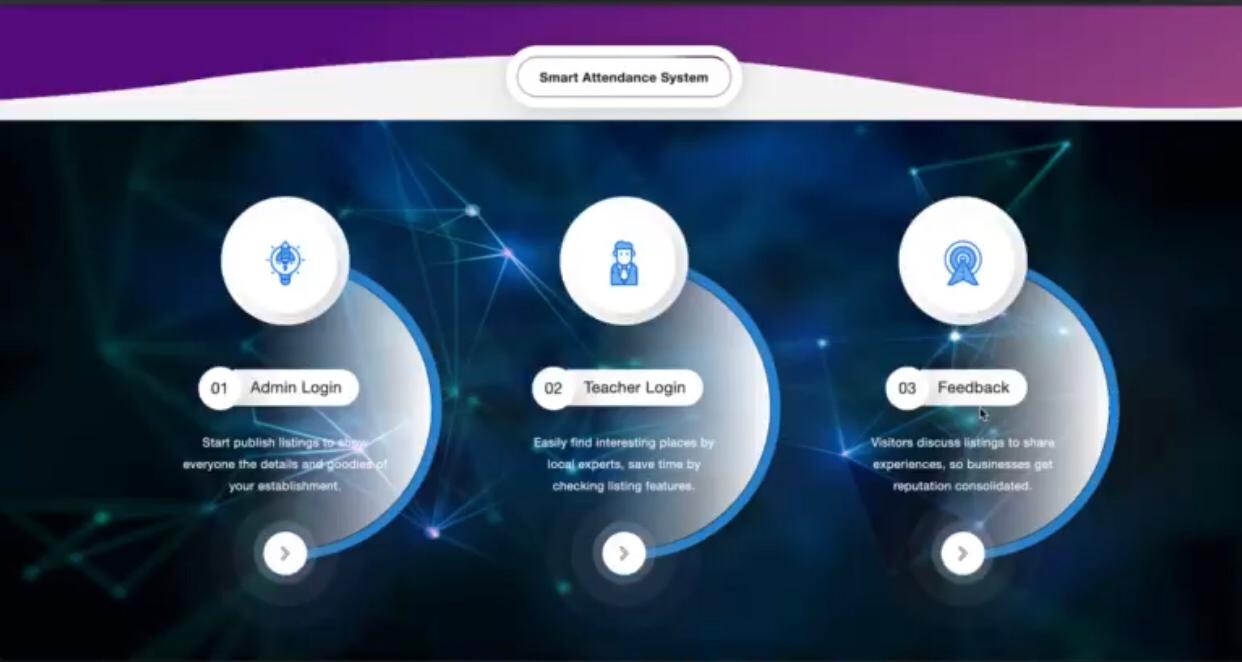 Smart Attendance System
01 Admin Login
Start publish listings to show
everyone the details and goodies of
your establishment.
02 Teacher Login
Easily find interesting places by
local experts, save time by
checking listing features.
03 Feedback
Visitors discuss listings to share
experiences, so businesses get
reputation consolidated.